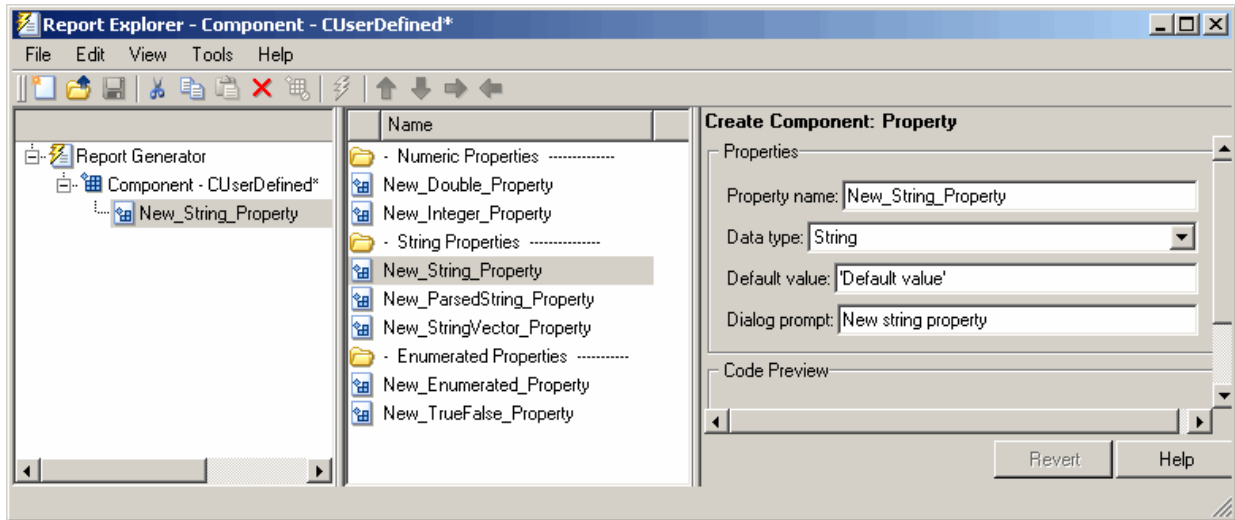 Report Explorer - Component - CUserDefined*
File Edit View Tools Help
Report Generator
Component - CUserDefined*
New_String_Property
Name
- Numeric Properties --------------
New_Double_Property
New_Integer_Property
- String Properties ---------------
New_String_Property
New_ParsedString_Property
New_StringVector_Property
- Enumerated Properties -----------
New_Enumerated_Property
New_TrueFalse_Property
Create Component: Property
Properties
Property name: New_String_Property
Data type: String
Default value: 'Default value'
Dialog prompt: New string property
Code Preview
Revert Help